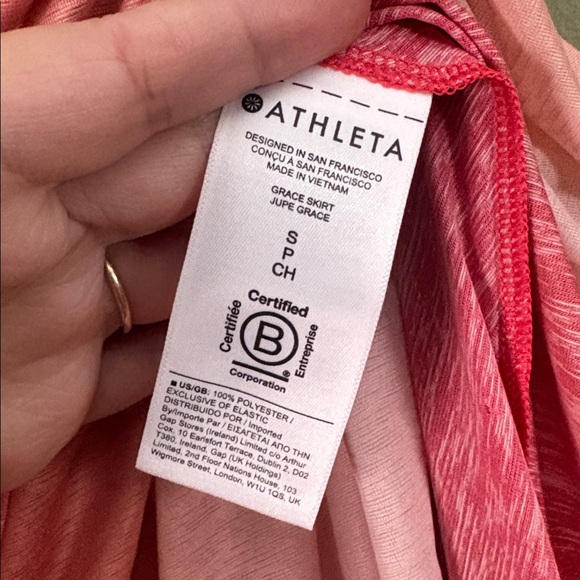 ATHLETA
DESIGNED IN SAN FRANCISCO
CONÇU À SAN FRANCISCO
MADE IN VIETNAM
GRACE SKIRT
JUPE GRACE
S
P
CH
Certified
Certifiée
B
®
Entreprise
Corporation
■ US/GB: 100% POLYESTER /
EXCLUSIVE OF ELASTIC
DISTRIBUIDO POR / Imported
By/Importe Par / ΕΙΣΑΓΕΤΑΙ ΑΠΟ ΤΗΝ
Gap Stores (Ireland) Limited c/o Arthur
Cox, 10 Earlsfort Terrace, Dublin 2, D02
T380, Ireland. Gap (UK Holdings)
Limited, 2nd Floor Nations House, 103
Wigmore Street, London, W1U 1QS, UK